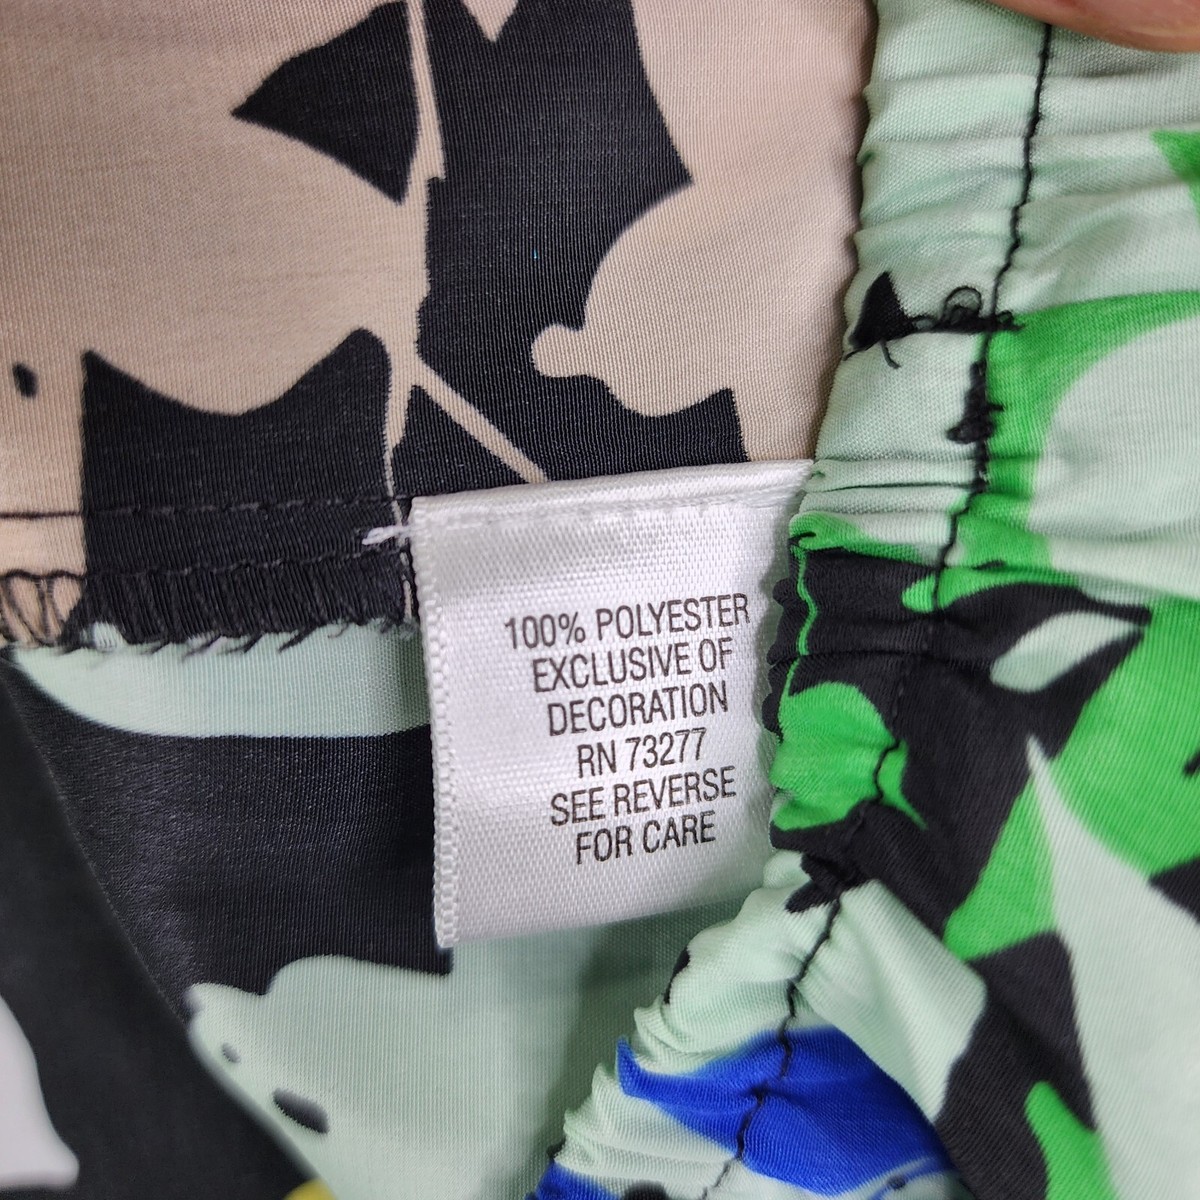 100% POLYESTER
EXCLUSIVE OF
DECORATION
RN 73277
SEE REVERSE
FOR CARE